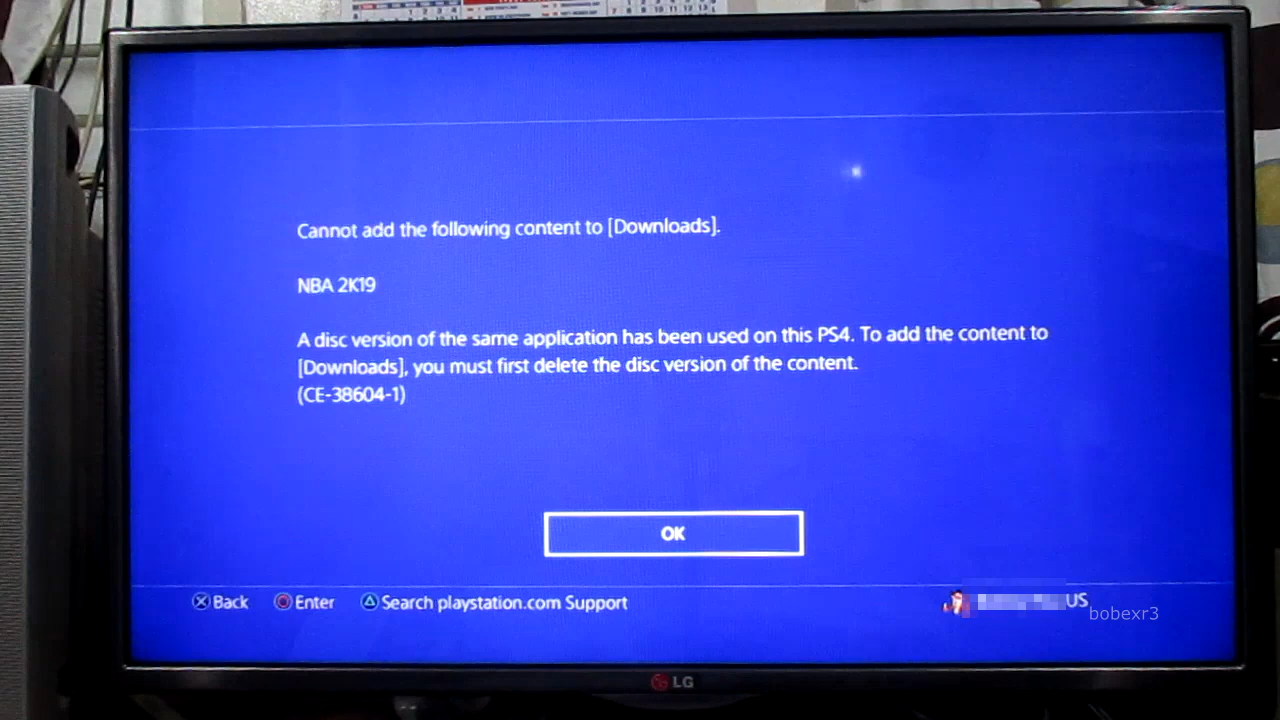 Cannot add the following content to [Downloads].
NBA 2K19
A disc version of the same application has been used on this PS4. To add the content to
[Downloads], you must first delete the disc version of the content.
(CE-38604-1)
OK
Back Enter Search playstation.com Support
US
bobexr3
LG